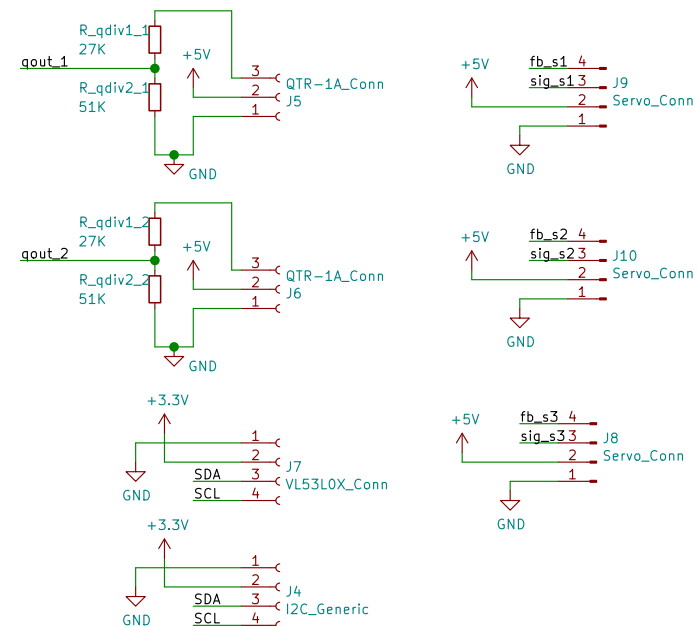 R_qdiv1_1
27K
qout_1
R_qdiv2_1
51K
+5V
3
2
1
QTR-1A_Conn
J5
GND
+5V
fb_s1 4
sig_s1 3
2
1
J9
Servo_Conn
GND
R_qdiv1_2
27K
qout_2
R_qdiv2_2
51K
+5V
3
2
1
QTR-1A_Conn
J6
GND
+5V
fb_s2 4
sig_s2 3
2
1
J10
Servo_Conn
GND
+3.3V
1
2
SDA 3
SCL 4
J7
VL53L0X_Conn
GND
+5V
fb_s3 4
sig_s3 3
2
1
J8
Servo_Conn
GND
+3.3V
1
2
SDA 3
SCL 4
J4
I2C_Generic
GND